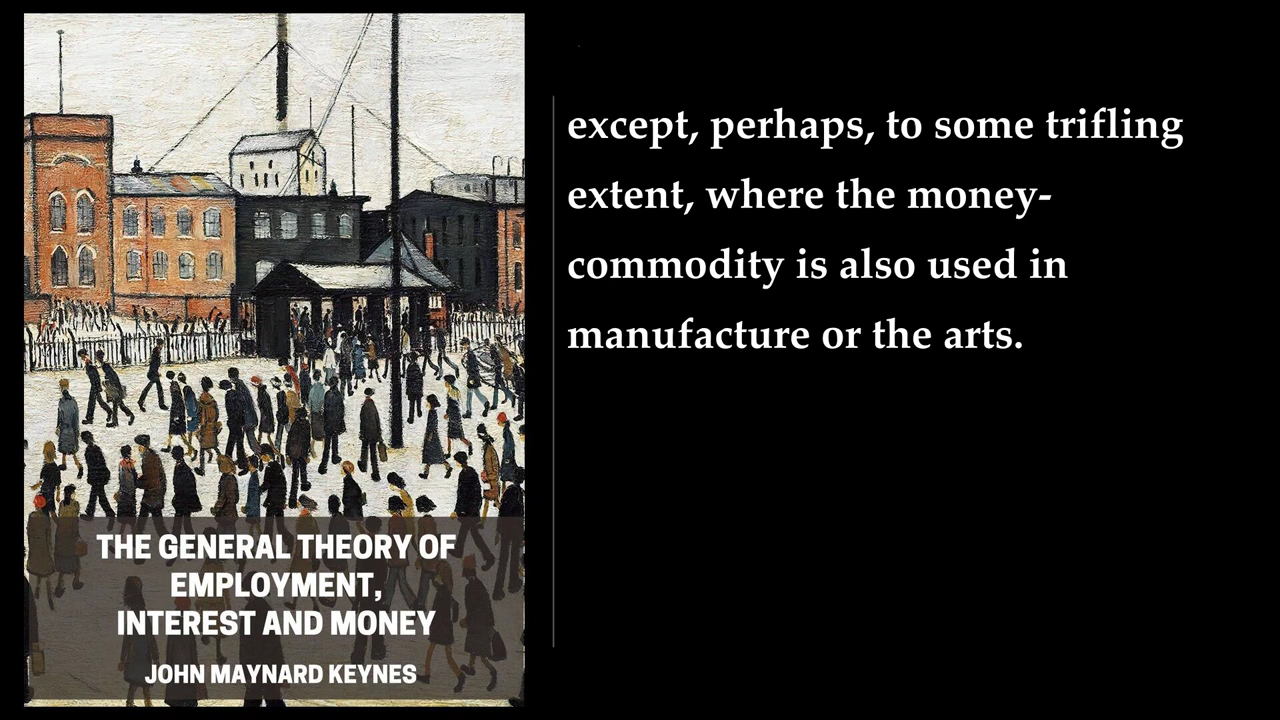 THE GENERAL THEORY OF
EMPLOYMENT,
INTEREST AND MONEY
JOHN MAYNARD KEYNES
except, perhaps, to some trifling
extent, where the money-
commodity is also used in
manufacture or the arts.